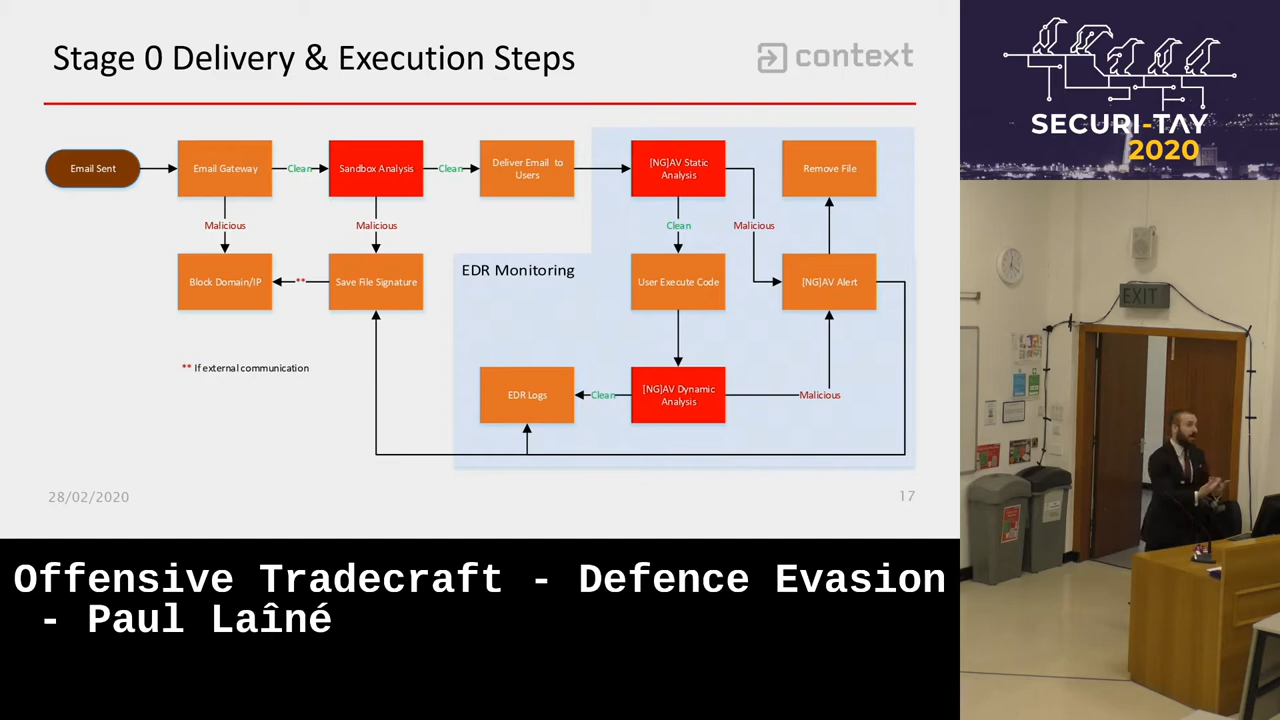 Stage 0 Delivery & Execution Steps
context
SECURI-TAY
2020
Email Sent
Email Gateway
Clean
Sandbox Analysis
Clean
Deliver Email to
Users
[NG]AV Static
Analysis
Remove File
Malicious
Malicious
Clean
Malicious
EDR Monitoring
Block Domain/IP
**
Save File Signature
User Execute Code
[NG]AV Alert
** If external communication
EDR Logs
Clean
[NG]AV Dynamic
Analysis
Malicious
28/02/2020
17
EXIT
Offensive Tradecraft - Defence Evasion
- Paul Laîné